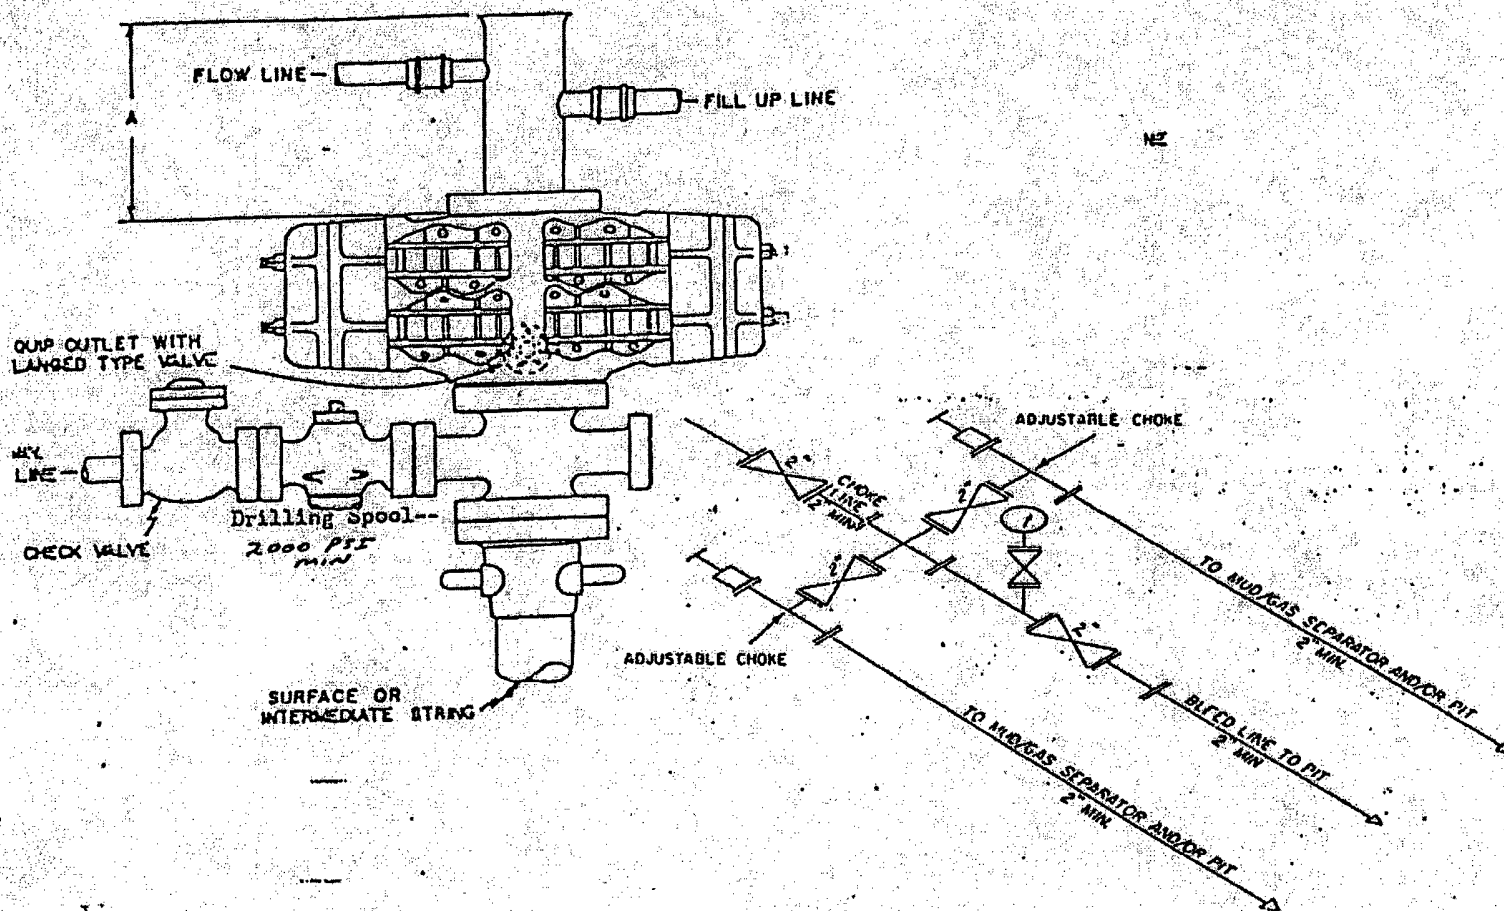 FLOW LINE
A
FILL UP LINE
OUIP OUTLET WITH
LANGED TYPE VALVE
LINE
CHECK VALVE
Drilling Spool--
2000 PSI
MIN
SURFACE OR
INTERMEDIATE STRING
ADJUSTABLE CHOKE
2"
CHOKE
LINE
2" MIN
2"
2"
2"
ADJUSTABLE CHOKE
TO MUD/GAS SEPARATOR AND/OR PIT
2" MIN.
BLEED LINE TO PIT
2" MIN
TO MUD/GAS SEPARATOR AND/OR PIT
2" MIN.